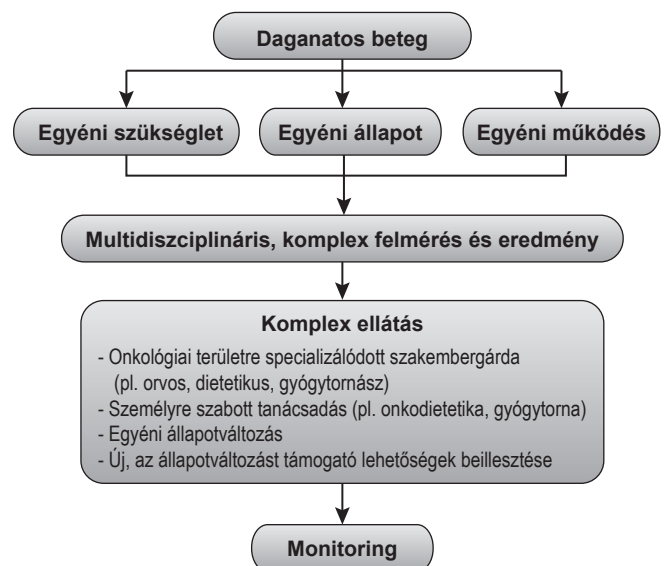 Daganatos beteg
Egyéni szükséglet
Egyéni állapot
Egyéni működés
Multidiszciplináris, komplex felmérés és eredmény
Komplex ellátás
- Onkológiai területre specializálódott szakembergárda
(pl. orvos, dietetikus, gyógytornász)
- Személyre szabott tanácsadás (pl. onkodietetika, gyógytorna)
- Egyéni állapotváltozás
- Új, az állapotváltozást támogató lehetőségek beillesztése
Monitoring